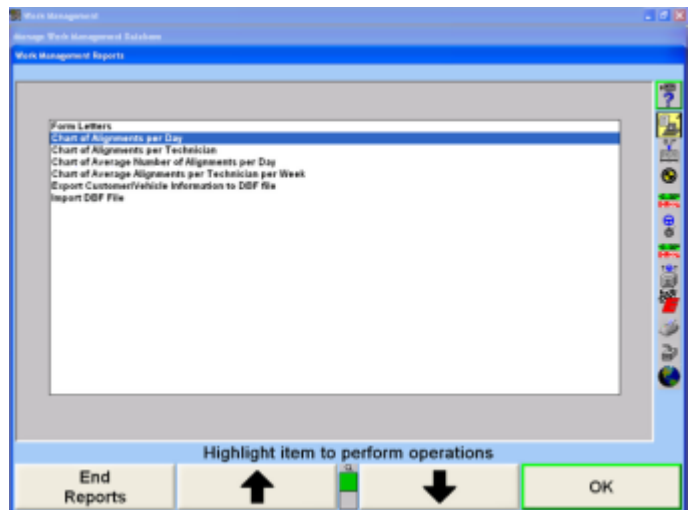 Work Management
Manage Work Management Database
Work Management Reports
Form Letters
Chart of Alignments per Day
Chart of Alignments per Technician
Chart of Average Number of Alignments per Day
Chart of Average Alignments per Technician per Week
Export Customer/Vehicle Information to DBF file
Import DBF File
Highlight item to perform operations
End
Reports
OK